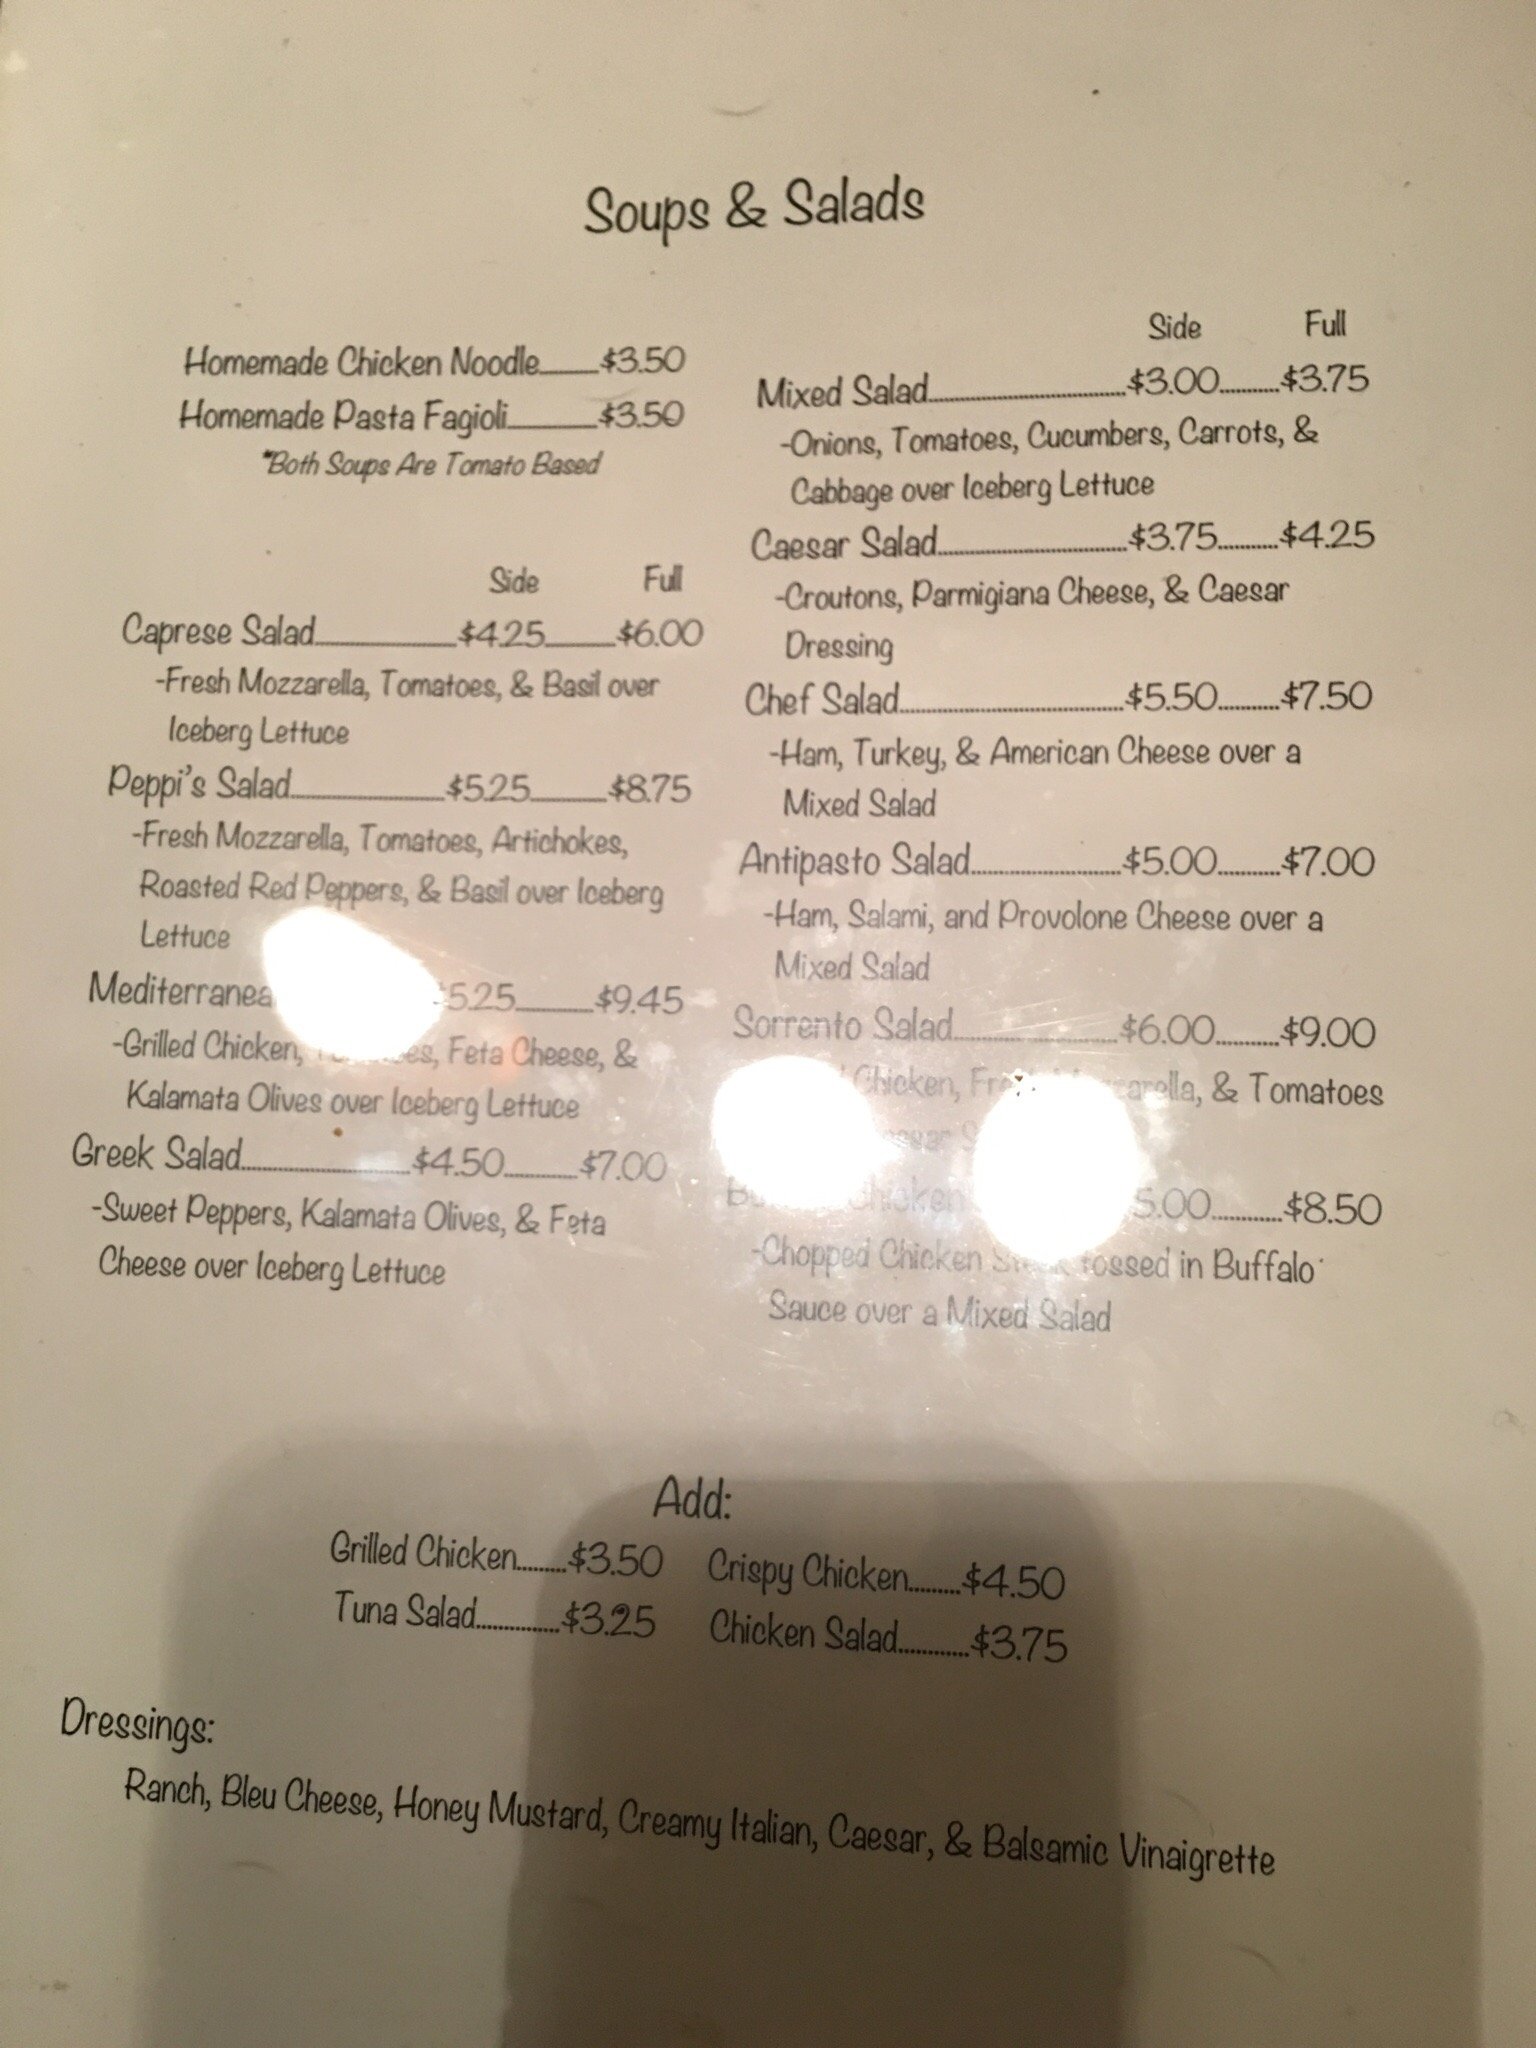 Soups & Salads
Homemade Chicken Noodle......$3.50
Homemade Pasta Fagioli......$3.50
*Both Soups Are Tomato Based
Side Full
Caprese Salad......$4.25......$6.00
-Fresh Mozzarella, Tomatoes, & Basil over
Iceberg Lettuce
Peppi's Salad......$5.25......$8.75
-Fresh Mozzarella, Tomatoes, Artichokes,
Roasted Red Peppers, & Basil over Iceberg
Lettuce
$5.25......$9.45
-Grilled Chicken, Feta Cheese, &
Kalamata Olives over Iceberg Lettuce
Greek Salad......$4.50......$7.00
-Sweet Peppers, Kalamata Olives, & Feta
Cheese over Iceberg Lettuce
Side Full
Mixed Salad......$3.00......$3.75
-Onions, Tomatoes, Cucumbers, Carrots, &
Cabbage over Iceberg Lettuce
Caesar Salad......$3.75......$4.25
-Croutons, Parmigiana Cheese, & Caesar
Dressing
Chef Salad......$5.50......$7.50
-Ham, Turkey, & American Cheese over a
Mixed Salad
Antipasto Salad......$5.00......$7.00
-Ham, Salami, and Provolone Cheese over a
Mixed Salad
Sorrento Salad......$6.00......$9.00
Chicken, & Tomatoes
Chicken ......$8.50
-Chopped Chicken tossed in Buffalo
Sauce over a Mixed Salad
Add:
Grilled Chicken......$3.50 Crispy Chicken......$4.50
Tuna Salad......$3.25 Chicken Salad......$3.75
Dressings:
Ranch, Bleu Cheese, Honey Mustard, Creamy Italian, Caesar, & Balsamic Vinaigrette